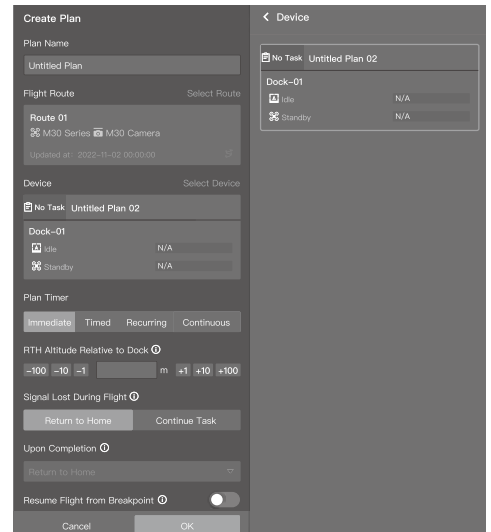 Create Plan
Plan Name
Untitled Plan
Flight Route
Select Route
Route 01
M30 Series M30 Camera
Updated at: 2022-11-02 00:00:00
Device
Select Device
No Task Untitled Plan 02
Dock-01
Idle N/A
Standby N/A
Plan Timer
Immediate Timed Recurring Continuous
RTH Altitude Relative to Dock
-100 -10 -1 m +1 +10 +100
Signal Lost During Flight
Return to Home Continue Task
Upon Completion
Return to Home
Resume Flight from Breakpoint
Cancel OK
Device
No Task Untitled Plan 02
Dock-01
Idle N/A
Standby N/A